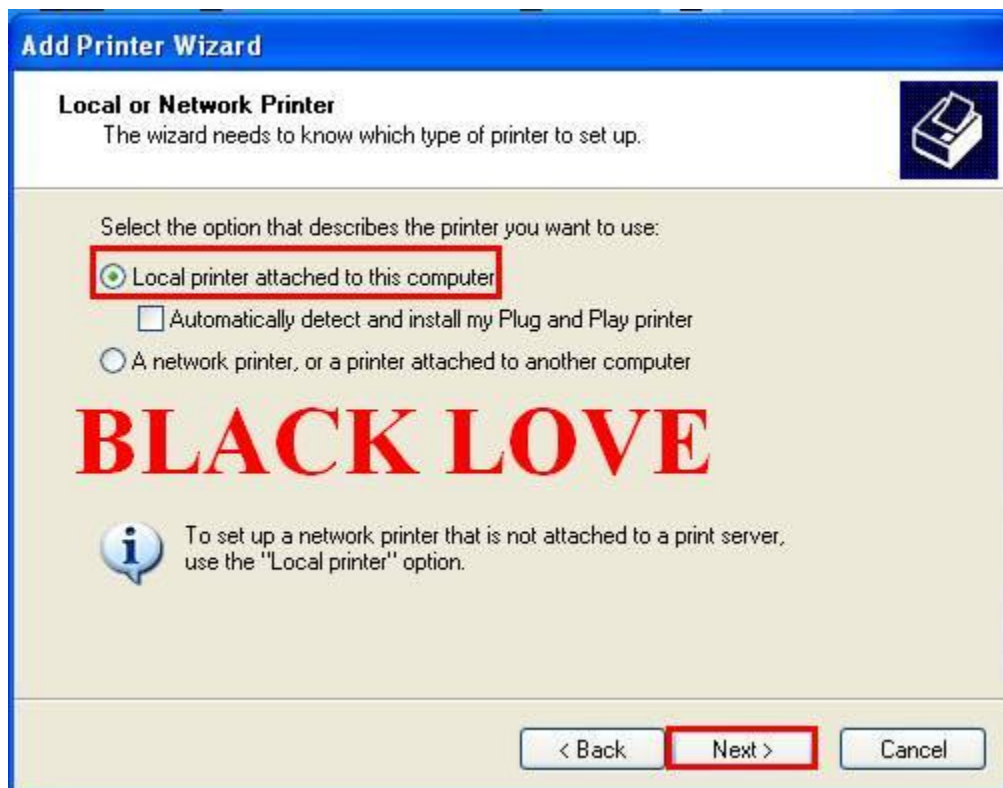 Add Printer Wizard
Local or Network Printer
The wizard needs to know which type of printer to set up.
Select the option that describes the printer you want to use:
Local printer attached to this computer
Automatically detect and install my Plug and Play printer
A network printer, or a printer attached to another computer
BLACK LOVE
To set up a network printer that is not attached to a print server,
use the "Local printer" option.
< Back Next > Cancel